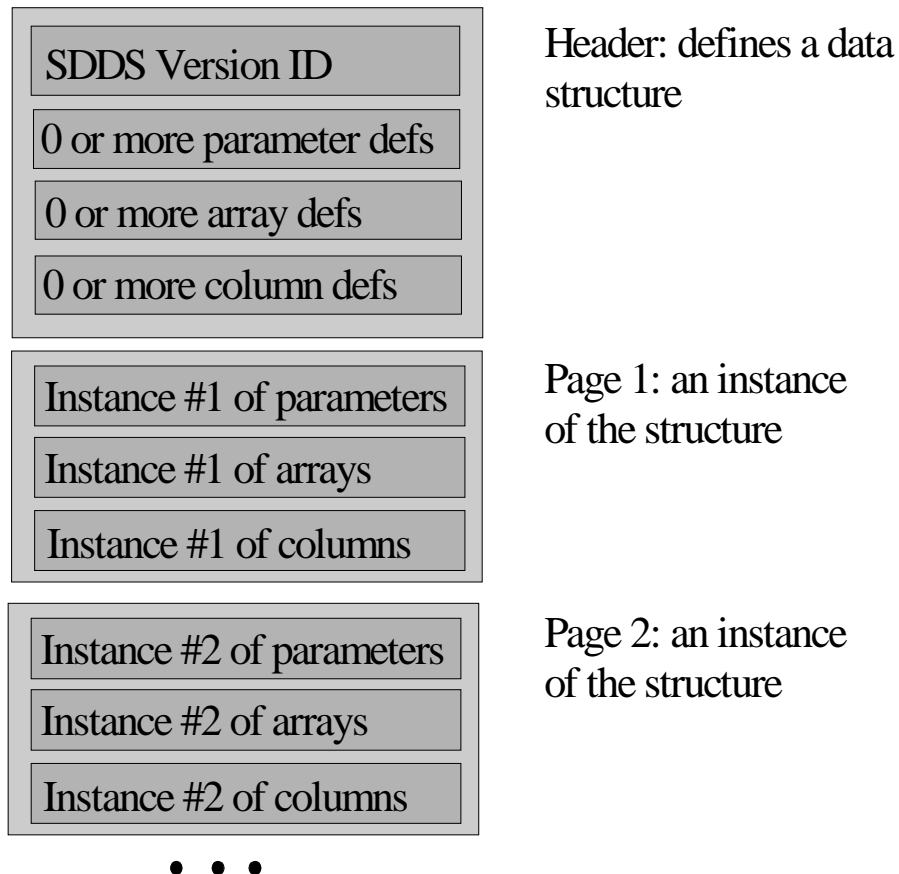 SDDS Version ID
0 or more parameter defs
0 or more array defs
0 or more column defs
Header: defines a data
structure
Instance #1 of parameters
Instance #1 of arrays
Instance #1 of columns
Page 1: an instance
of the structure
Instance #2 of parameters
Instance #2 of arrays
Instance #2 of columns
Page 2: an instance
of the structure
• • •